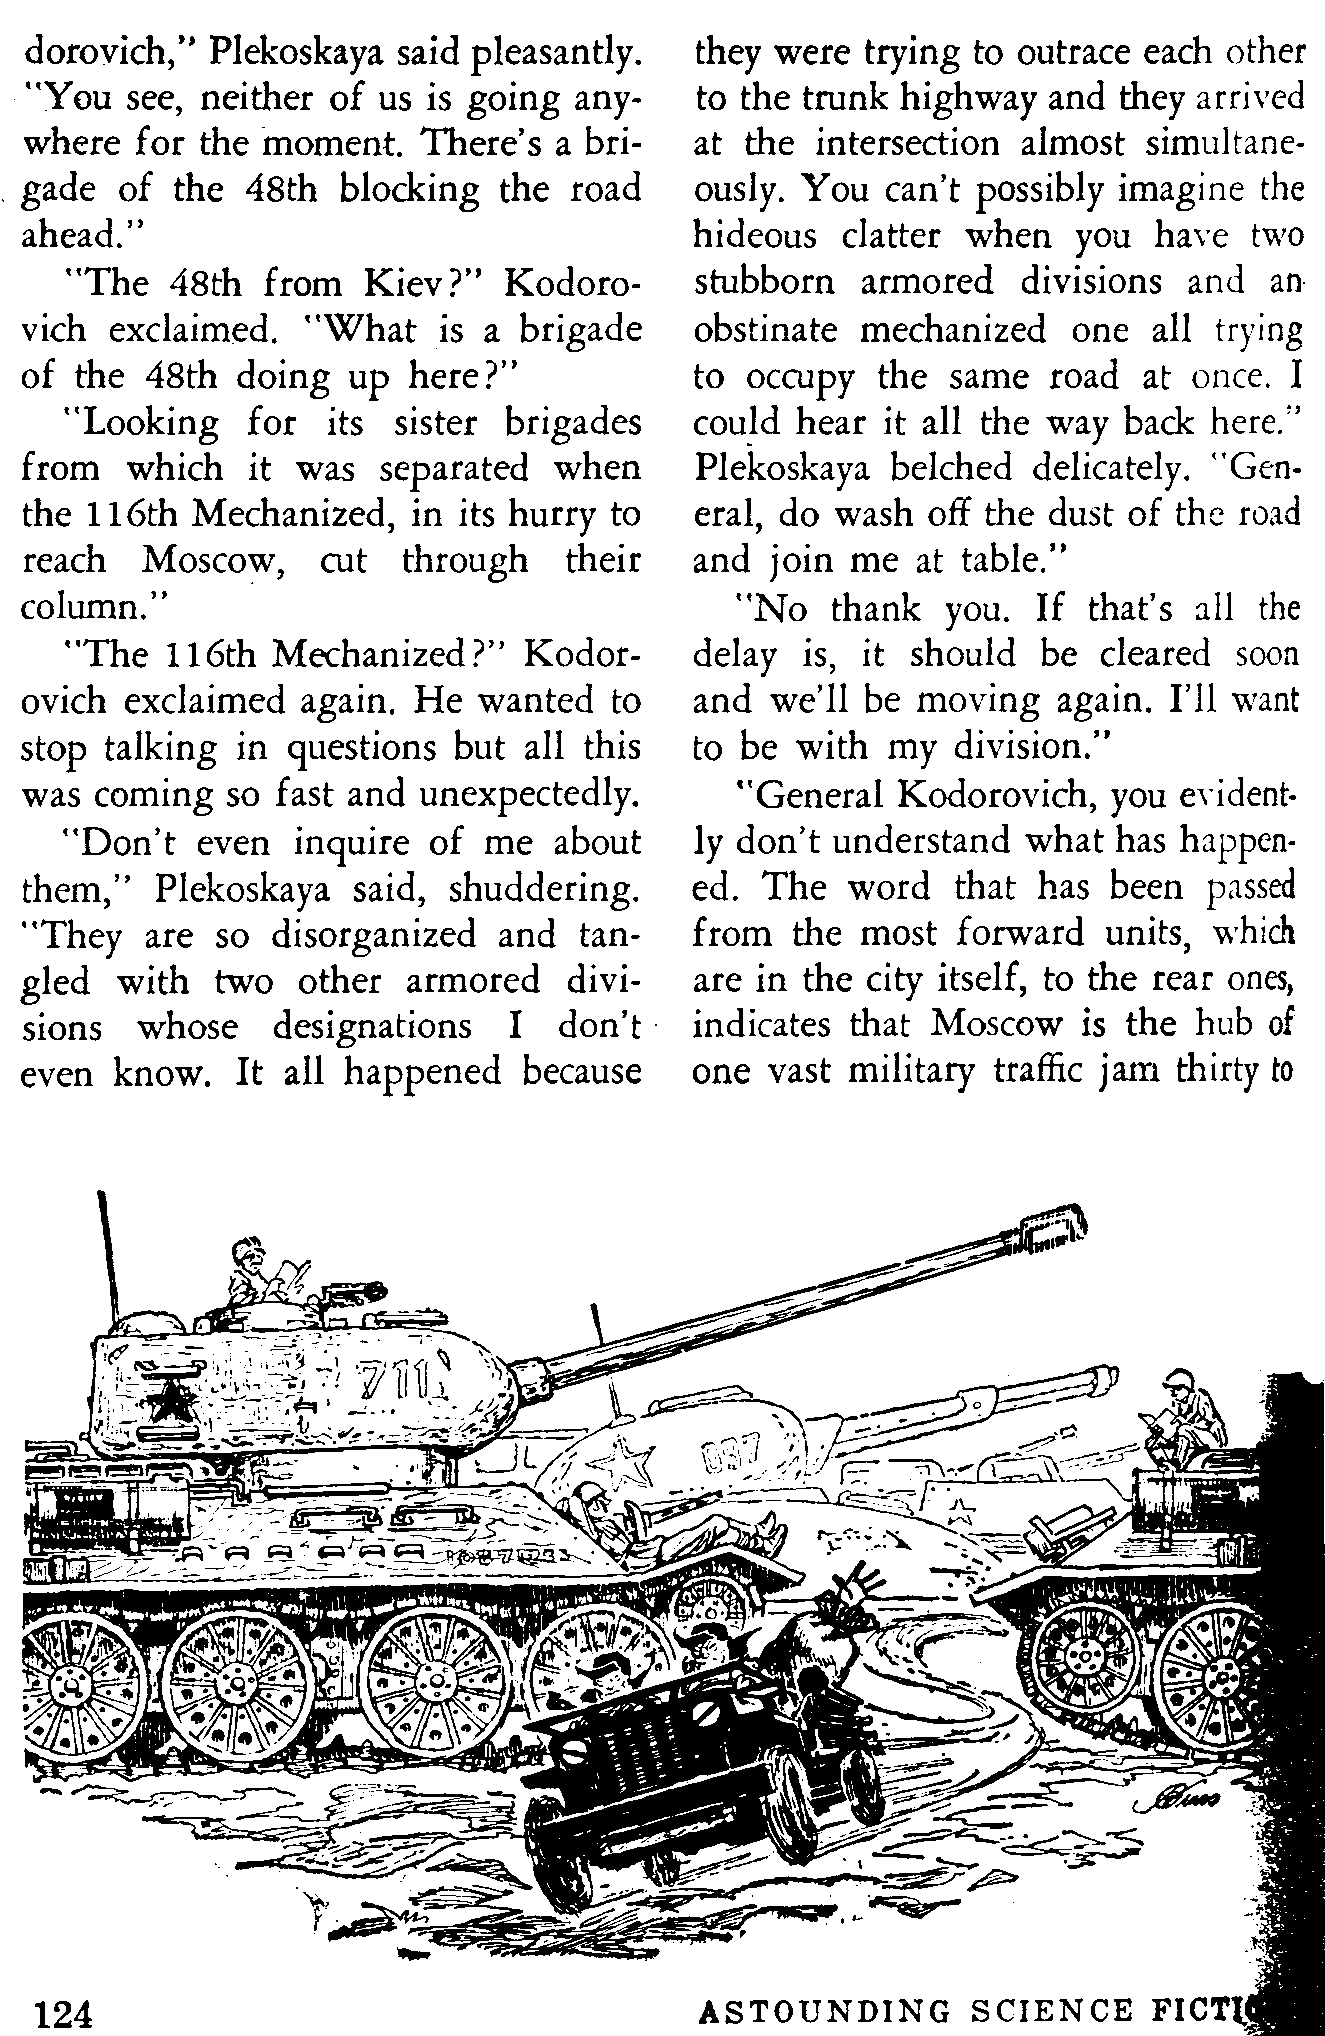 dorovich," Plekoskaya said pleasantly.
"You see, neither of us is going any-
where for the moment. There's a bri-
gade of the 48th blocking the road
ahead."
"The 48th from Kiev?" Kodoro-
vich exclaimed. "What is a brigade
of the 48th doing up here?"
"Looking for its sister brigades
from which it was separated when
the 116th Mechanized, in its hurry to
reach Moscow, cut through their
column."
"The 116th Mechanized?" Kodor-
ovich exclaimed again. He wanted to
stop talking in questions but all this
was coming so fast and unexpectedly.
"Don't even inquire of me about
them," Plekoskaya said, shuddering.
"They are so disorganized and tan-
gled with two other armored divi-
sions whose designations I don't
even know. It all happened because
they were trying to outrace each other
to the trunk highway and they arrived
at the intersection almost simultane-
ously. You can't possibly imagine the
hideous clatter when you have two
stubborn armored divisions and an
obstinate mechanized one all trying
to occupy the same road at once. I
could hear it all the way back here."
Plekoskaya belched delicately. "Gen-
eral, do wash off the dust of the road
and join me at table."
"No thank you. If that's all the
delay is, it should be cleared soon
and we'll be moving again. I'll want
to be with my division."
"General Kodorovich, you evident-
ly don't understand what has happen-
ed. The word that has been passed
from the most forward units, which
are in the city itself, to the rear ones,
indicates that Moscow is the hub of
one vast military traffic jam thirty to
711
697
124
ASTOUNDING SCIENCE